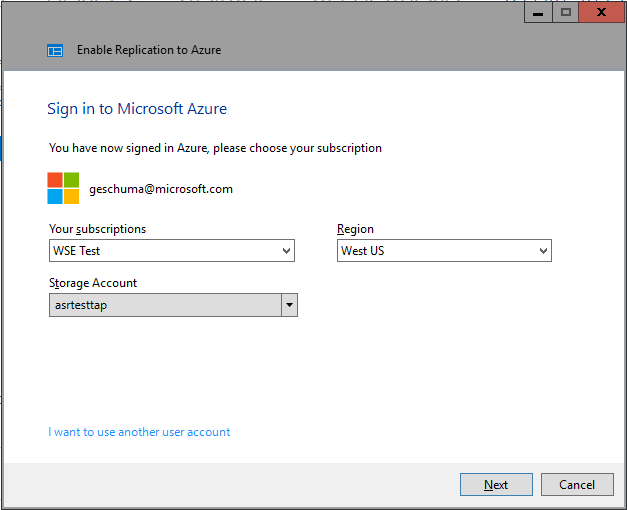 Enable Replication to Azure
Sign in to Microsoft Azure
You have now signed in Azure, please choose your subscription
geschuma@microsoft.com
Your subscriptions Region
WSE Test West US
Storage Account
asrtesttap
I want to use another user account
Next Cancel